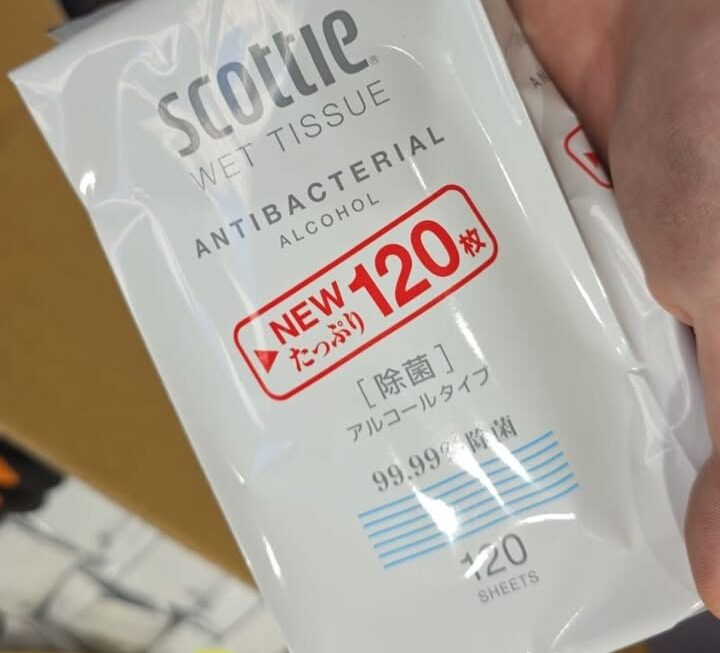 scottie®
WET TISSUE
ANTIBACTERIAL
ALCOHOL
NEW
たっぷり
120枚
[除菌]
アルコールタイプ
99.99%除菌
120
SHEETS
AN